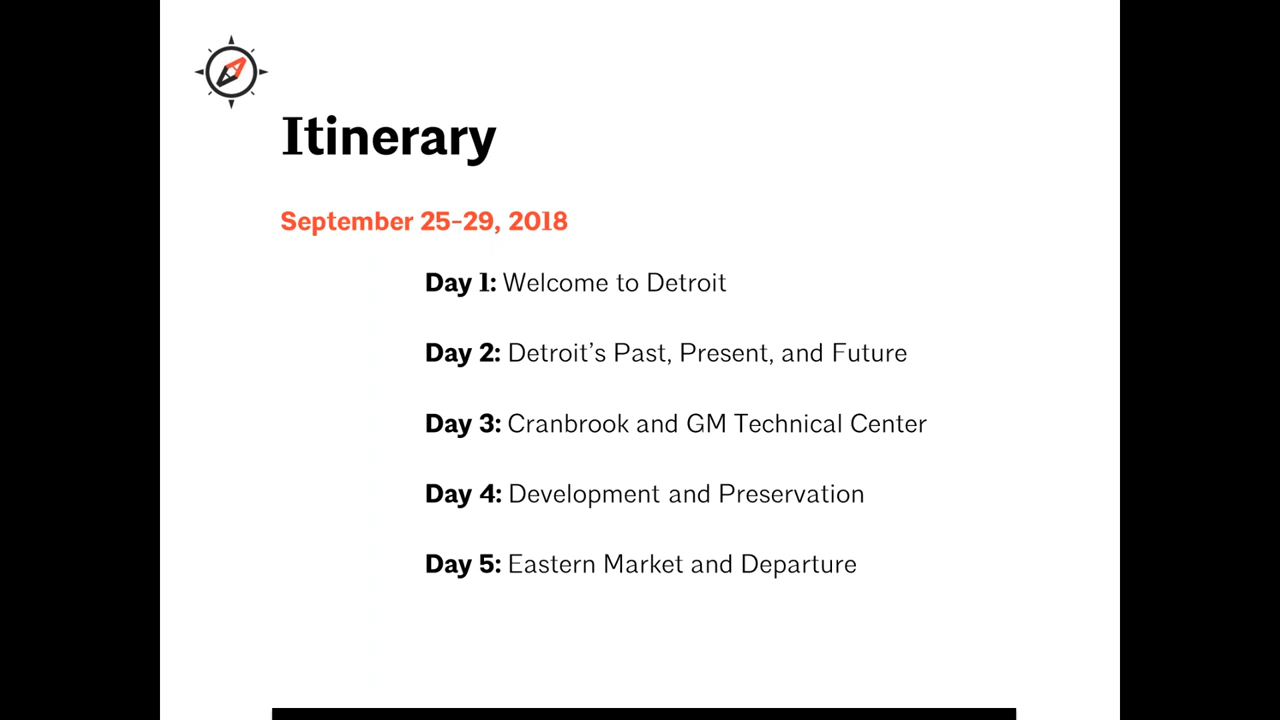 Itinerary
September 25–29, 2018
Day 1: Welcome to Detroit
Day 2: Detroit’s Past, Present, and Future
Day 3: Cranbrook and GM Technical Center
Day 4: Development and Preservation
Day 5: Eastern Market and Departure